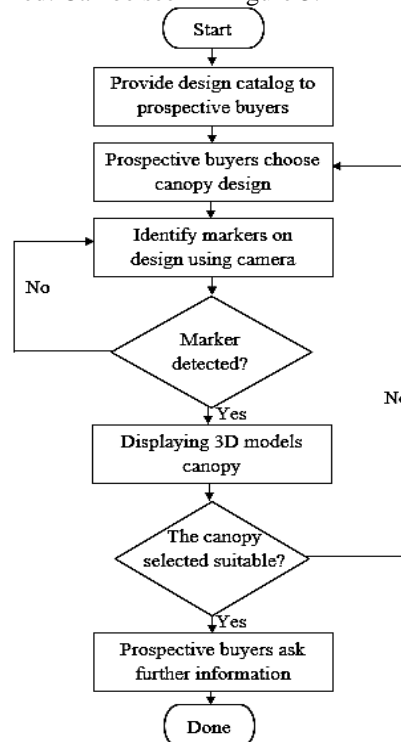 Start
Provide design catalog to
prospective buyers
Prospective buyers choose
canopy design
Identify markers on
design using camera
No
Marker
detected?
No
Yes
Displaying 3D models
canopy
The canopy
selected suitable?
Yes
Prospective buyers ask
further information
Done